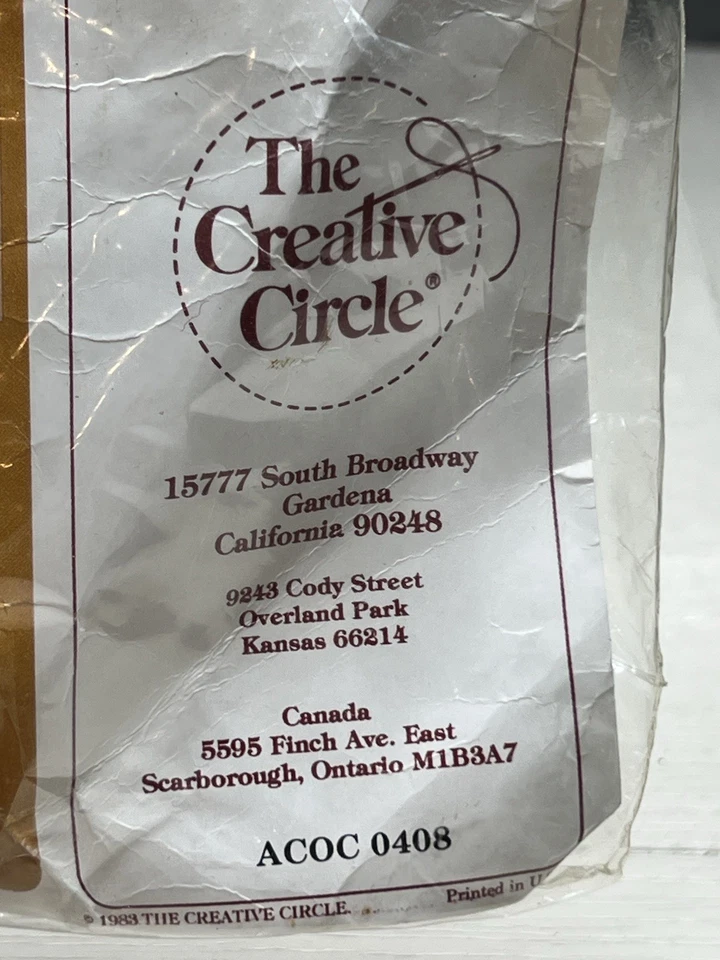 The
Creative
Circle®
15777 South Broadway
Gardena
California 90248
9243 Cody Street
Overland Park
Kansas 66214
Canada
5595 Finch Ave. East
Scarborough, Ontario M1B3A7
ACOC 0408
© 1983 THE CREATIVE CIRCLE.
Printed in U